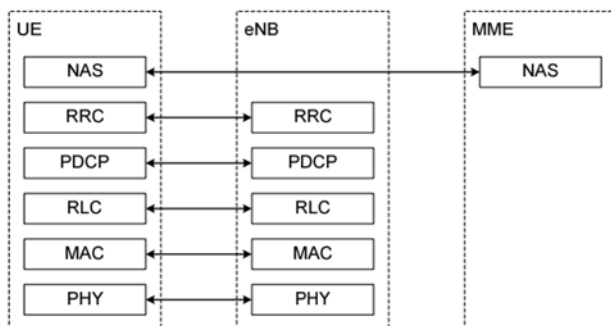 UE eNB MME
NAS NAS
RRC RRC
PDCP PDCP
RLC RLC
MAC MAC
PHY PHY